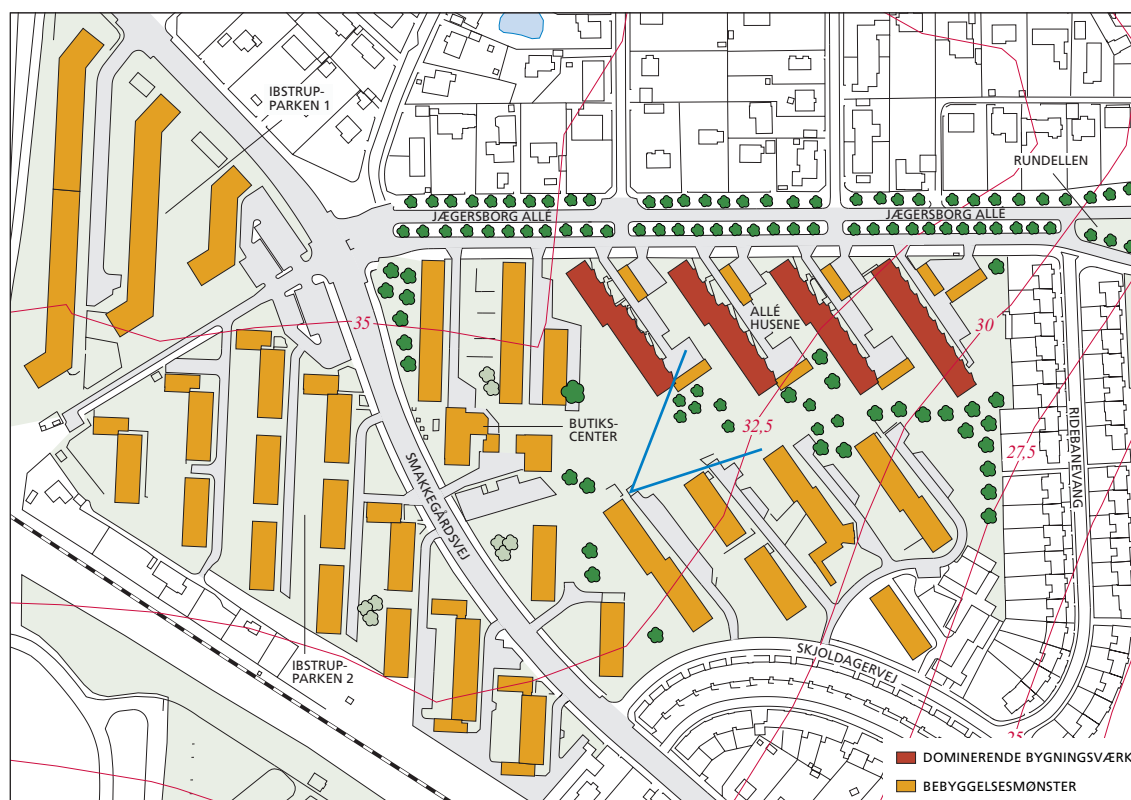 IBSTRUP-
PARKEN 1
RUNDELLEN
JÆGERSBORG ALLÉ
JÆGERSBORG ALLÉ
35
ALLÉ
HUSENE
30
BUTIKS-
CENTER
32,5
27,5
RIDEBANEVANG
SMAKKEGÅRDSVEJ
IBSTRUP-
PARKEN 2
SKJOLDAGERVEJ
25
DOMINERENDE BYGNINGSVÆRK
BEBYGGELSESMØNSTER